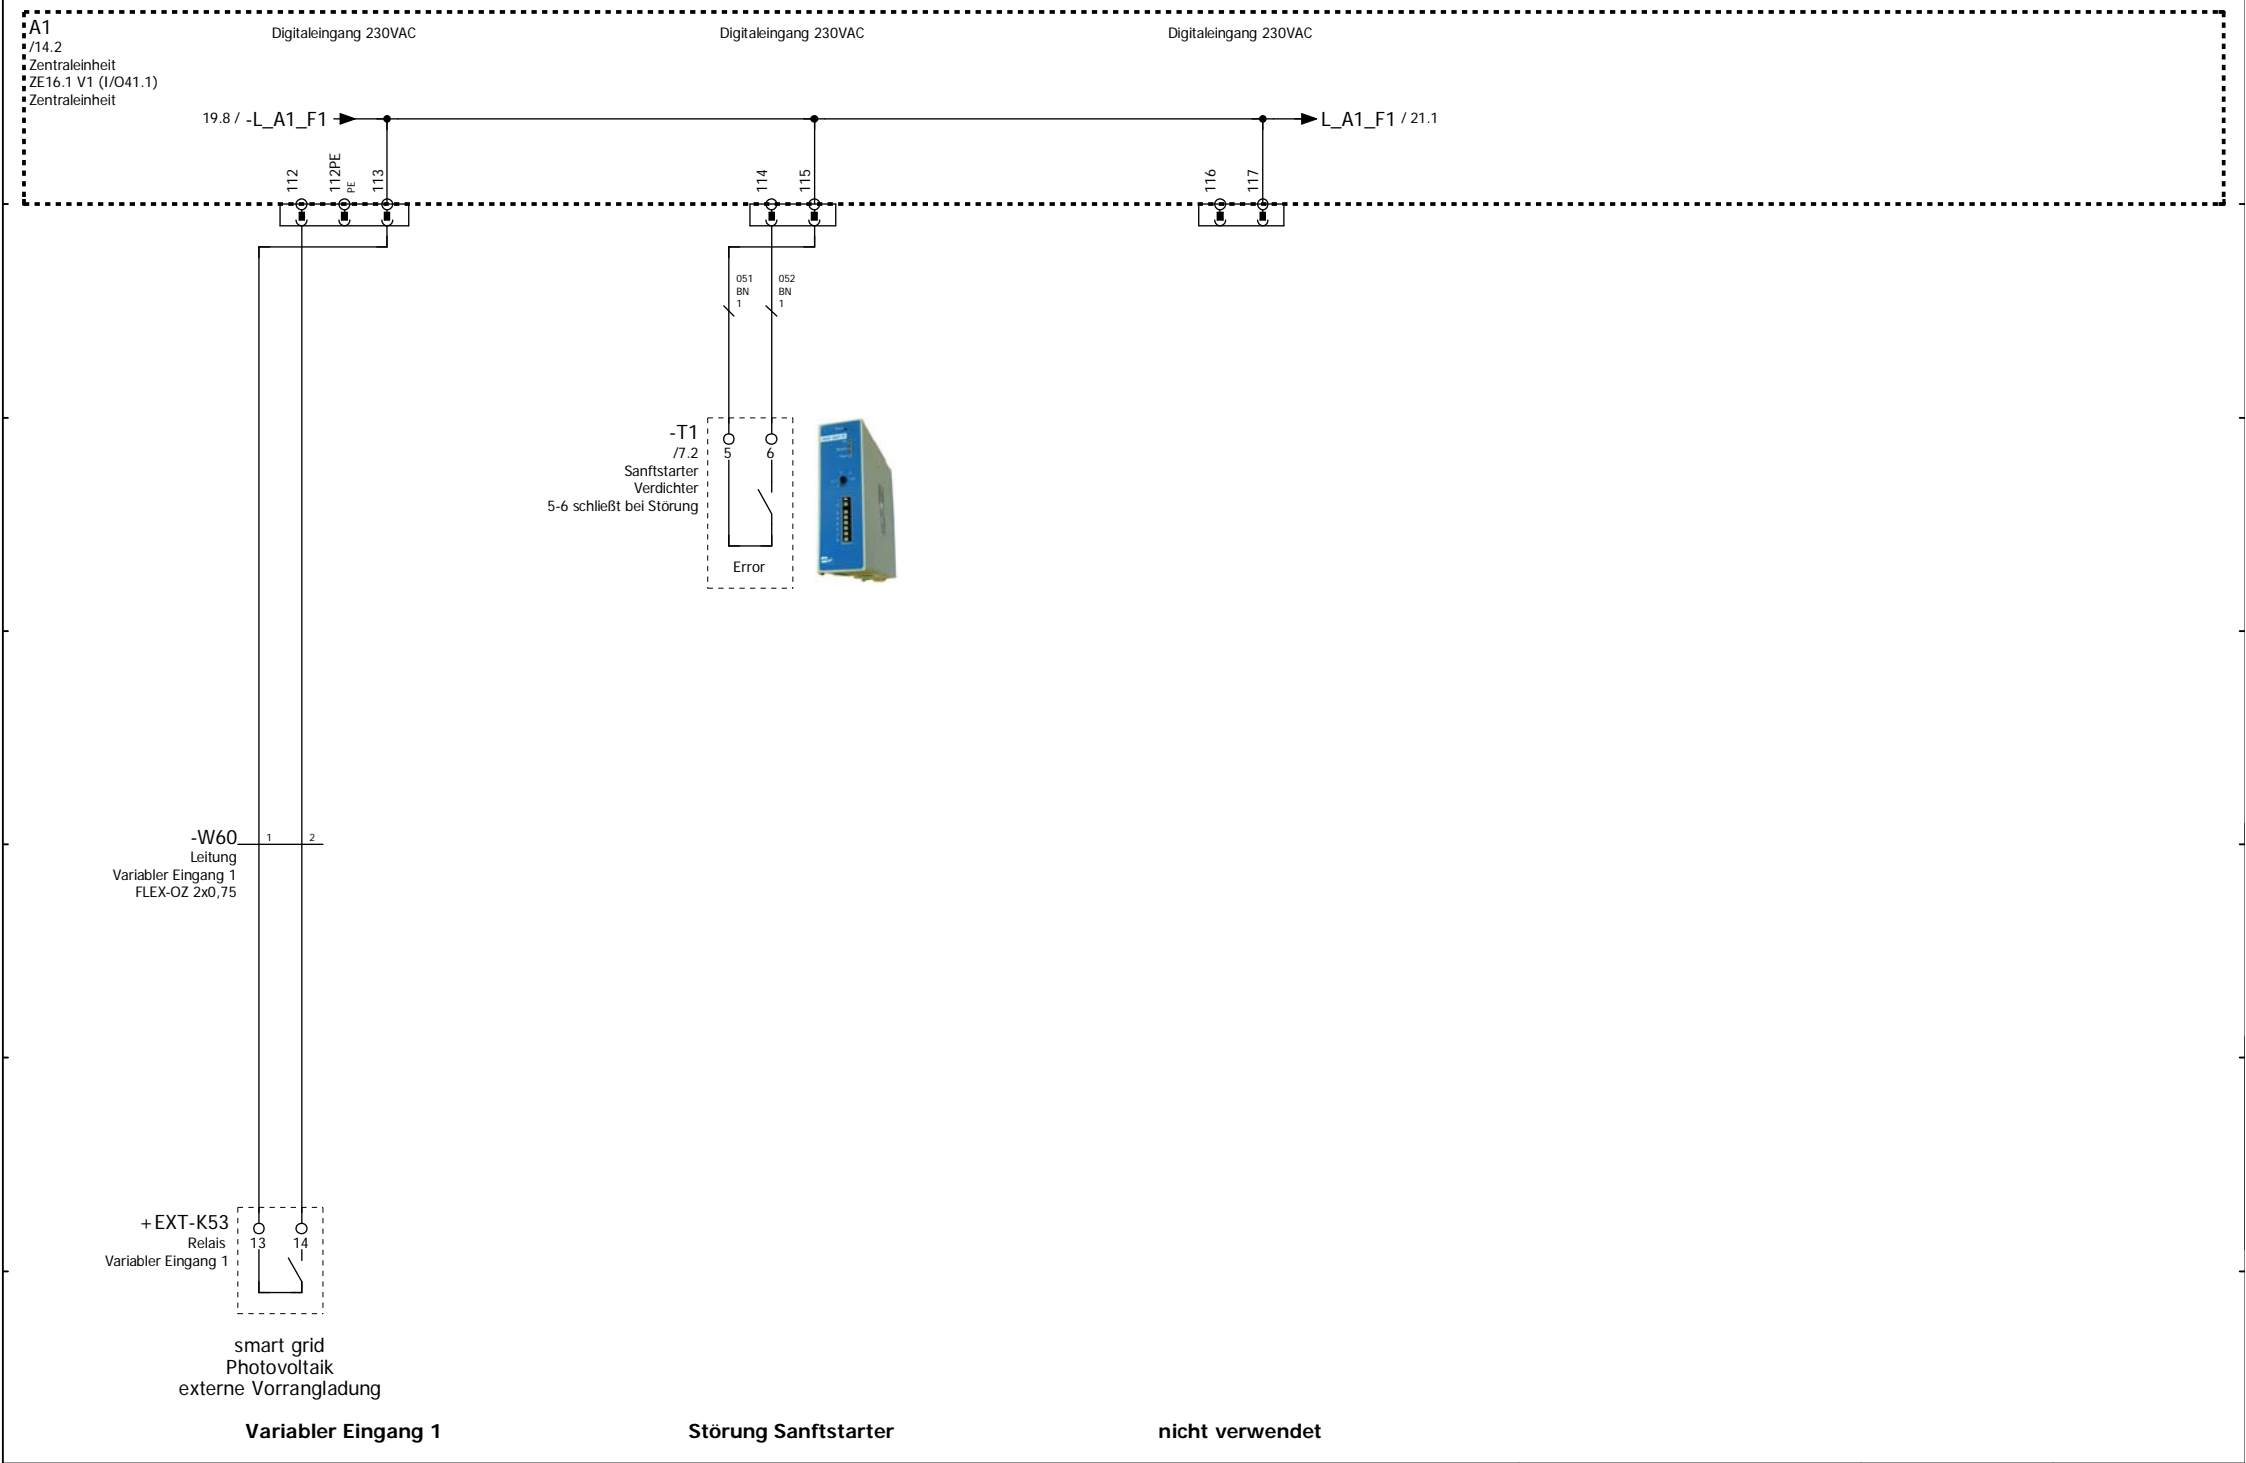 A1
/14.2
Zentraleinheit
ZE16.1 V1 (I/O41.1)
Zentraleinheit
Digitaleingang 230VAC
Digitaleingang 230VAC
Digitaleingang 230VAC
19.8 / -L_A1_F1
L_A1_F1 / 21.1
112
112PE
PE
113
114
115
116
117
051
BN
1
052
BN
1
-T1
/7.2
Sanftstarter
Verdichter
5-6 schließt bei Störung
5
6
Error
-W60
Leitung
Variabler Eingang 1
FLEX-OZ 2x0,75
1
2
+EXT-K53
Relais
Variabler Eingang 1
13
14
smart grid
Photovoltaik
externe Vorrangladung
Variabler Eingang 1
Störung Sanftstarter
nicht verwendet